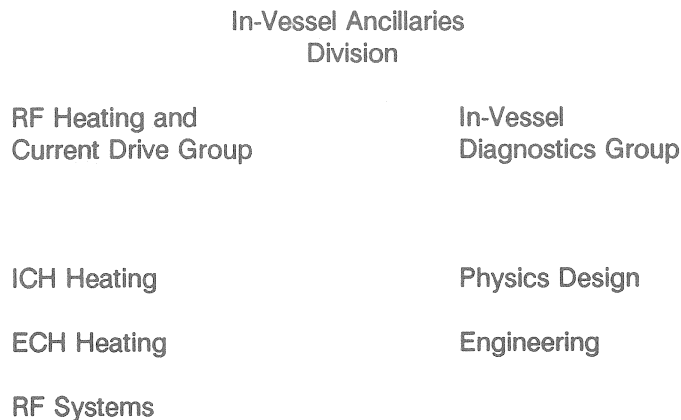 In-Vessel Ancillaries
Division
RF Heating and
Current Drive Group
In-Vessel
Diagnostics Group
ICH Heating
Physics Design
ECH Heating
Engineering
RF Systems